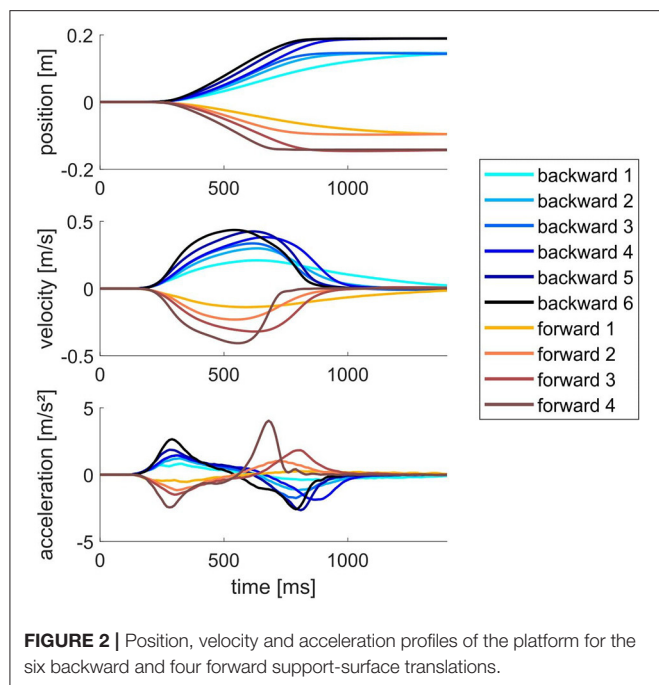 0.2
0
-0.2
position [m]
0 500 1000
0.5
0
-0.5
velocity [m/s]
0 500 1000
5
0
-5
acceleration [m/s²]
0 500 1000
time [ms]
backward 1
backward 2
backward 3
backward 4
backward 5
backward 6
forward 1
forward 2
forward 3
forward 4
FIGURE 2 | Position, velocity and acceleration profiles of the platform for the
six backward and four forward support-surface translations.